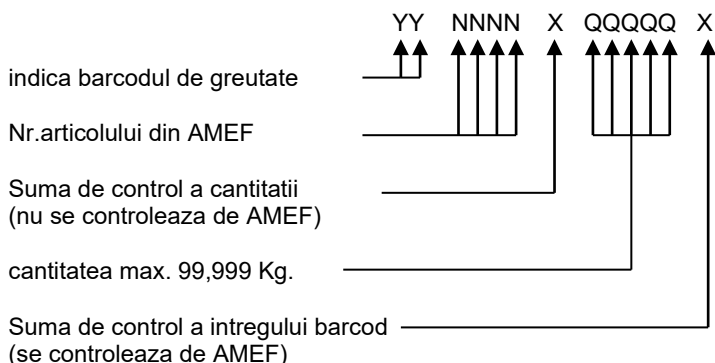 YY NNNN X QQQQQ X
indica barcodul de greutate
Nr.articolului din AMEF
Suma de control a cantitatii
(nu se controleaza de AMEF)
cantitatea max. 99,999 Kg.
Suma de control a intregului barcod
(se controleaza de AMEF)